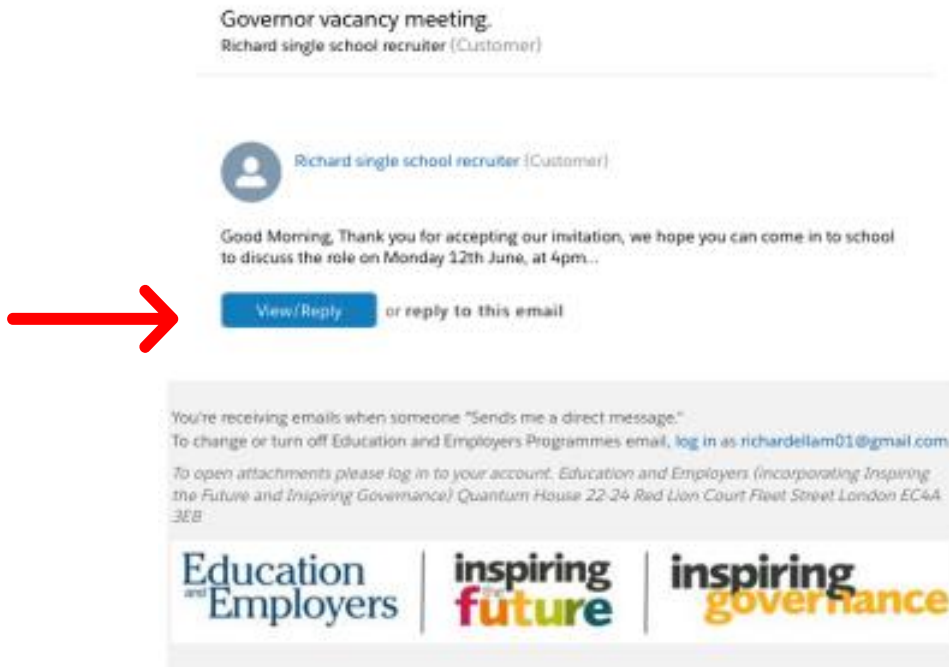 Governor vacancy meeting.
Richard single school recruiter (Customer)
Richard single school recruiter (Customer)
Good Morning, Thank you for accepting our invitation, we hope you can come in to school
to discuss the role on Monday 12th June, at 4pm...
View/Reply or reply to this email
You're receiving emails when someone "Sends me a direct message."
To change or turn off Education and Employers Programmes email, log in as richardellam01@gmail.com
To open attachments please log in to your account. Education and Employers (incorporating Inspiring
the Future and Inspiring Governance) Quantum House 22-24 Red Lion Court Fleet Street London EC4A
3EB
Education
and Employers
inspiring
the
future
inspiring
governance